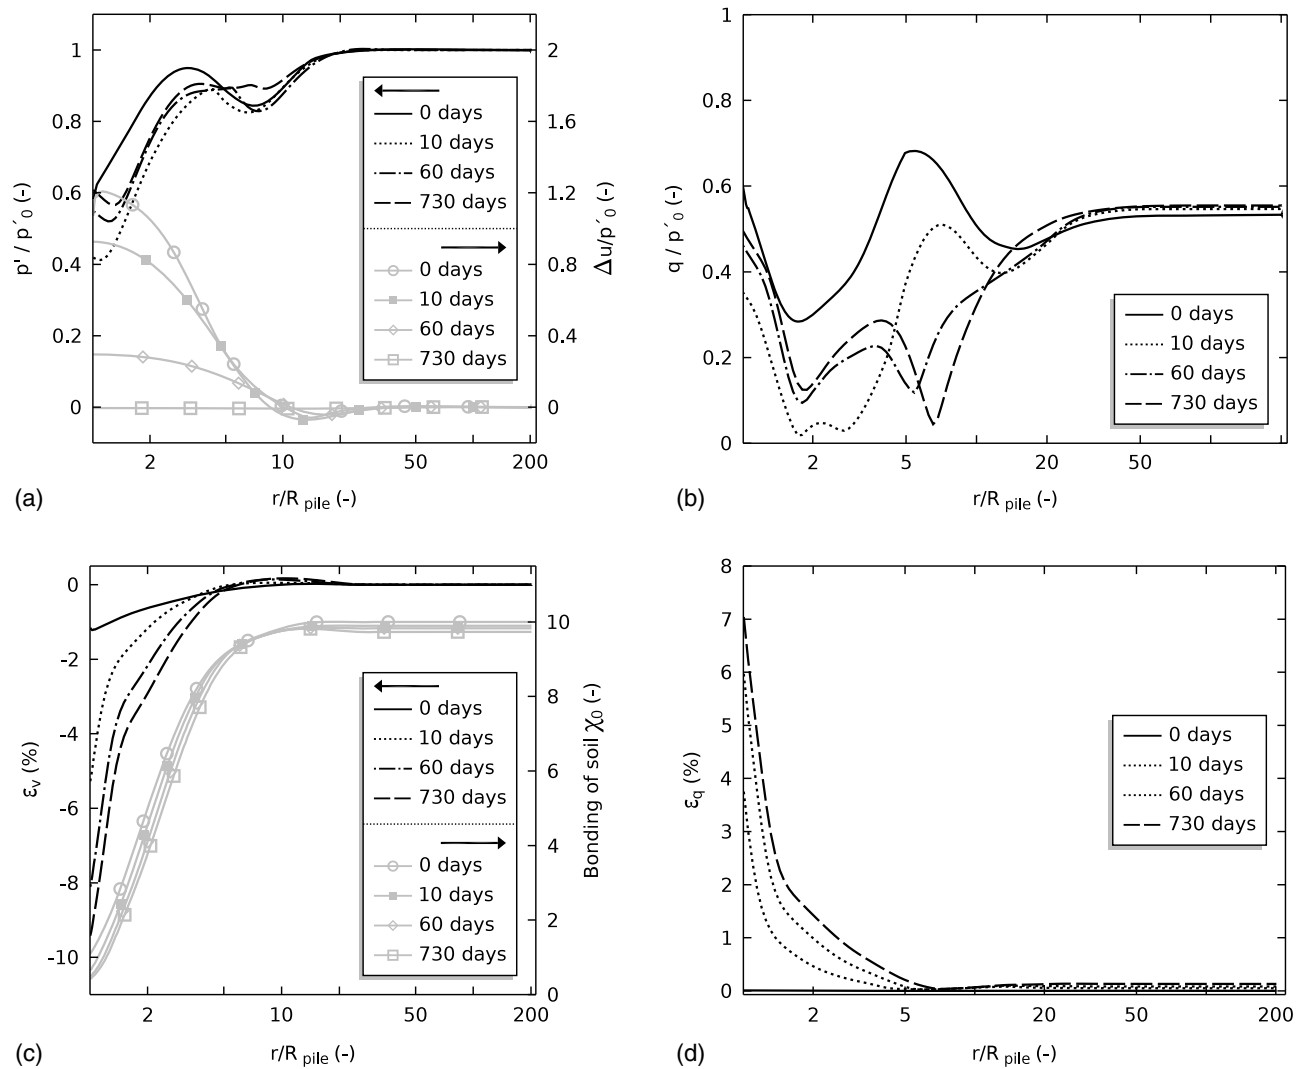 1
0.8
0.6
0.4
0.2
0
p' / p´0 (-)
2
1.6
1.2
0.8
0.4
0
Δu/p´0 (-)
0 days
10 days
60 days
730 days
0 days
10 days
60 days
730 days
2 10 50 200
r/R pile (-)
(a)
1
0.8
0.6
0.4
0.2
0
q / p´0 (-)
0 days
10 days
60 days
730 days
2 5 20 50
r/R pile (-)
(b)
0
-2
-4
-6
-8
-10
εv (%)
10
8
6
4
2
0
Bonding of soil χ0 (-)
0 days
10 days
60 days
730 days
0 days
10 days
60 days
730 days
2 10 50 200
r/R pile (-)
(c)
8
7
6
5
4
3
2
1
0
εq (%)
0 days
10 days
60 days
730 days
2 5 20 50 200
r/R pile (-)
(d)